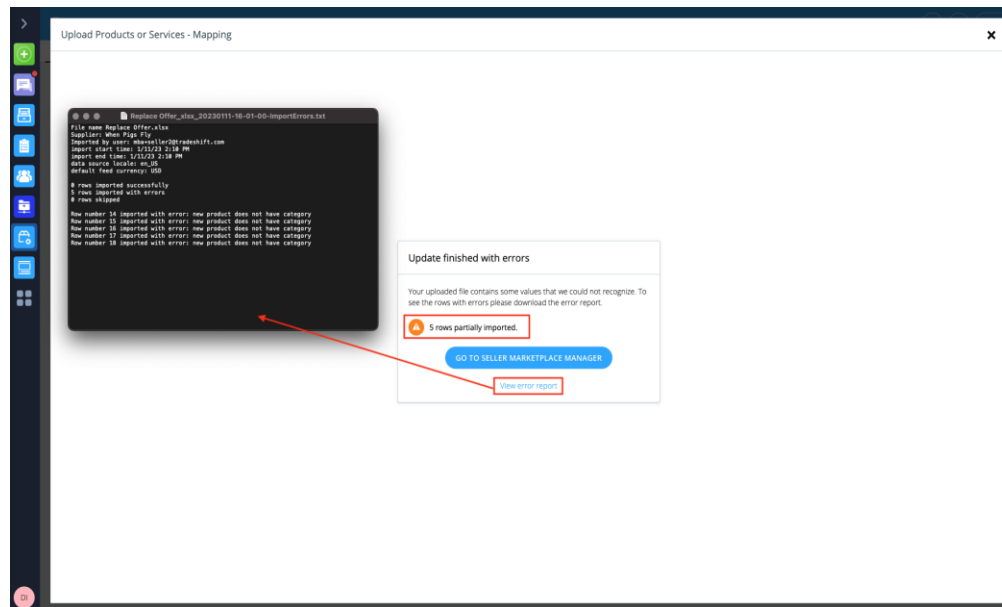 Upload Products or Services - Mapping
Replace Offer_xlsx_20230111-16-01-00-ImportErrors.txt
File name Replace Offer.xlsx
Supplier: When Pigs Fly
Imported by user: mba+seller2@tradeshift.com
import start time: 1/11/23 2:10 PM
import end time: 1/11/23 2:10 PM
data source locale: en_US
default feed currency: USD
0 rows imported successfully
5 rows imported with errors
0 rows skipped
Row number 14 imported with error: new product does not have category
Row number 15 imported with error: new product does not have category
Row number 16 imported with error: new product does not have category
Row number 17 imported with error: new product does not have category
Row number 18 imported with error: new product does not have category
Update finished with errors
Your uploaded file contains some values that we could not recognize. To
see the rows with errors please download the error report.
5 rows partially imported.
GO TO SELLER MARKETPLACE MANAGER
View error report
DI